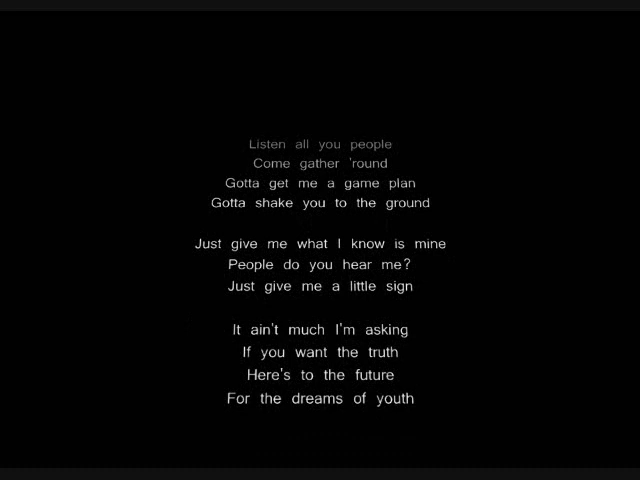 Listen all you people
Come gather 'round
Gotta get me a game plan
Gotta shake you to the ground
Just give me what I know is mine
People do you hear me?
Just give me a little sign
It ain't much I'm asking
If you want the truth
Here's to the future
For the dreams of youth